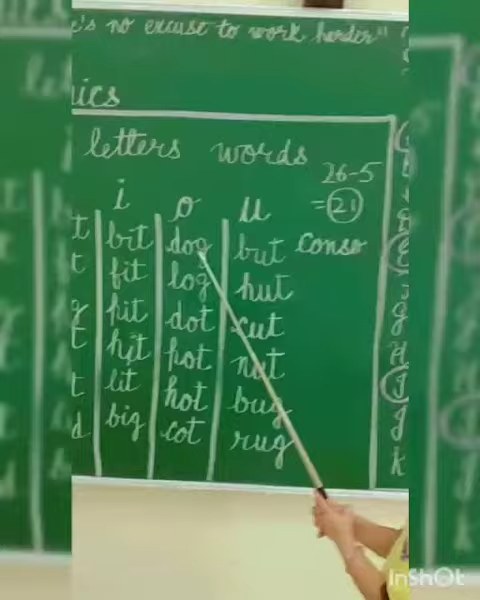 's no excuse to work harder"
ics
letters words
26-5
= 21
i o u
t bit dog but conso
t fit log hut
g hit dot cut
t hit pot nut
t lit hot bug
d big cot rug
g
k
InShOt